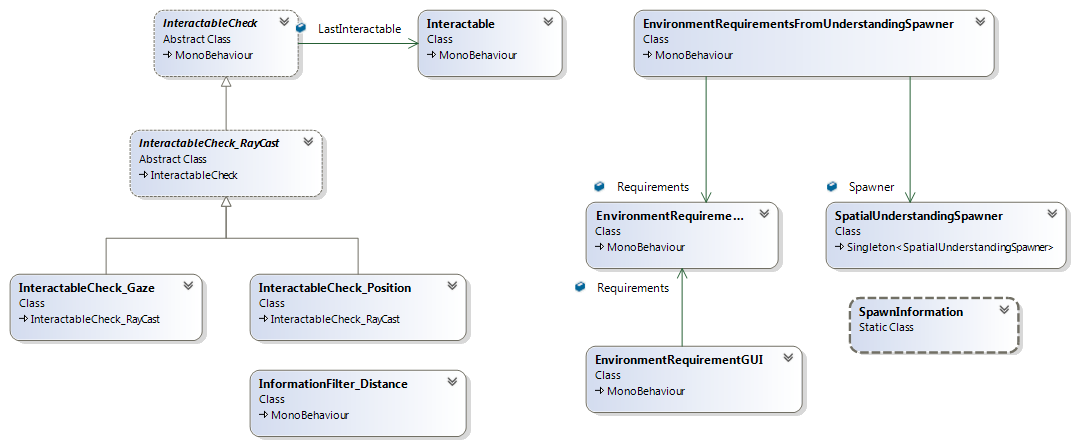 InteractableCheck
Abstract Class
MonoBehaviour
LastInteractable
Interactable
Class
MonoBehaviour
EnvironmentRequirementsFromUnderstandingSpawner
Class
MonoBehaviour
InteractableCheck_RayCast
Abstract Class
InteractableCheck
Requirements
Spawner
EnvironmentRequireme...
Class
MonoBehaviour
SpatialUnderstandingSpawner
Class
Singleton<SpatialUnderstandingSpawner>
InteractableCheck_Gaze
Class
InteractableCheck_RayCast
InteractableCheck_Position
Class
InteractableCheck_RayCast
Requirements
SpawnInformation
Static Class
EnvironmentRequirementGUI
Class
MonoBehaviour
InformationFilter_Distance
Class
MonoBehaviour